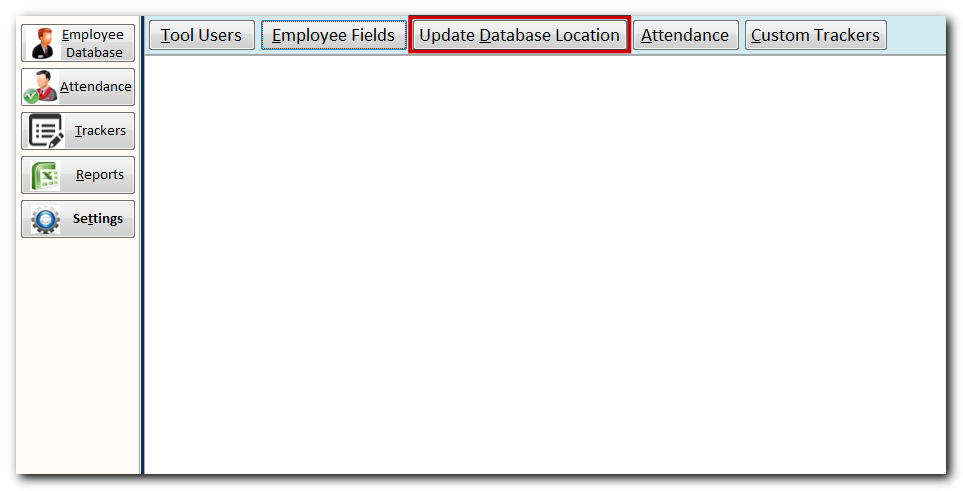 Employee
Database
Attendance
Trackers
Reports
Settings
Tool Users
Employee Fields
Update Database Location
Attendance
Custom Trackers